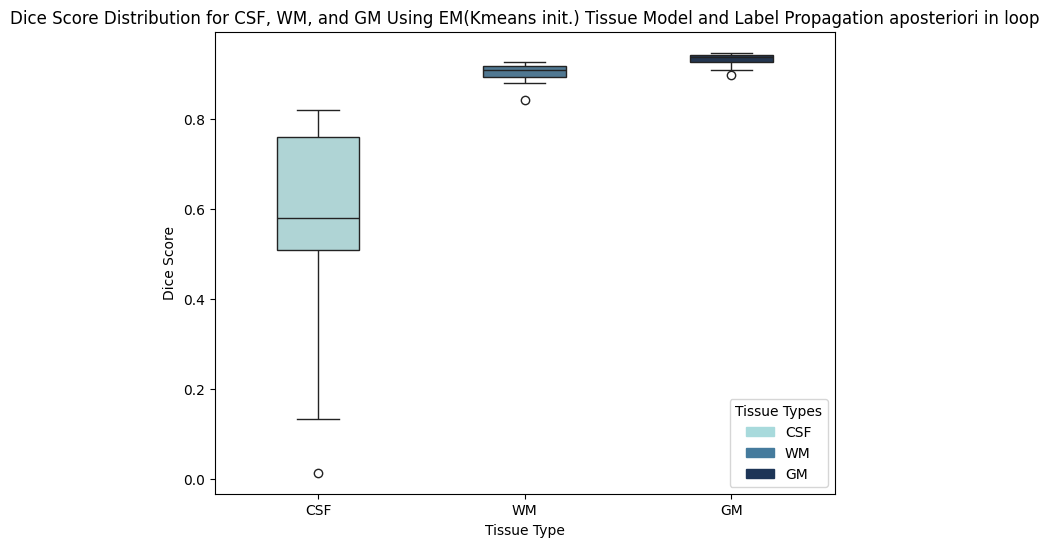 Dice Score Distribution for CSF, WM, and GM Using EM(Kmeans init.) Tissue Model and Label Propagation aposteriori in loop
Dice Score
0.8
0.6
0.4
0.2
0.0
CSF
WM
GM
Tissue Type
Tissue Types
CSF
WM
GM